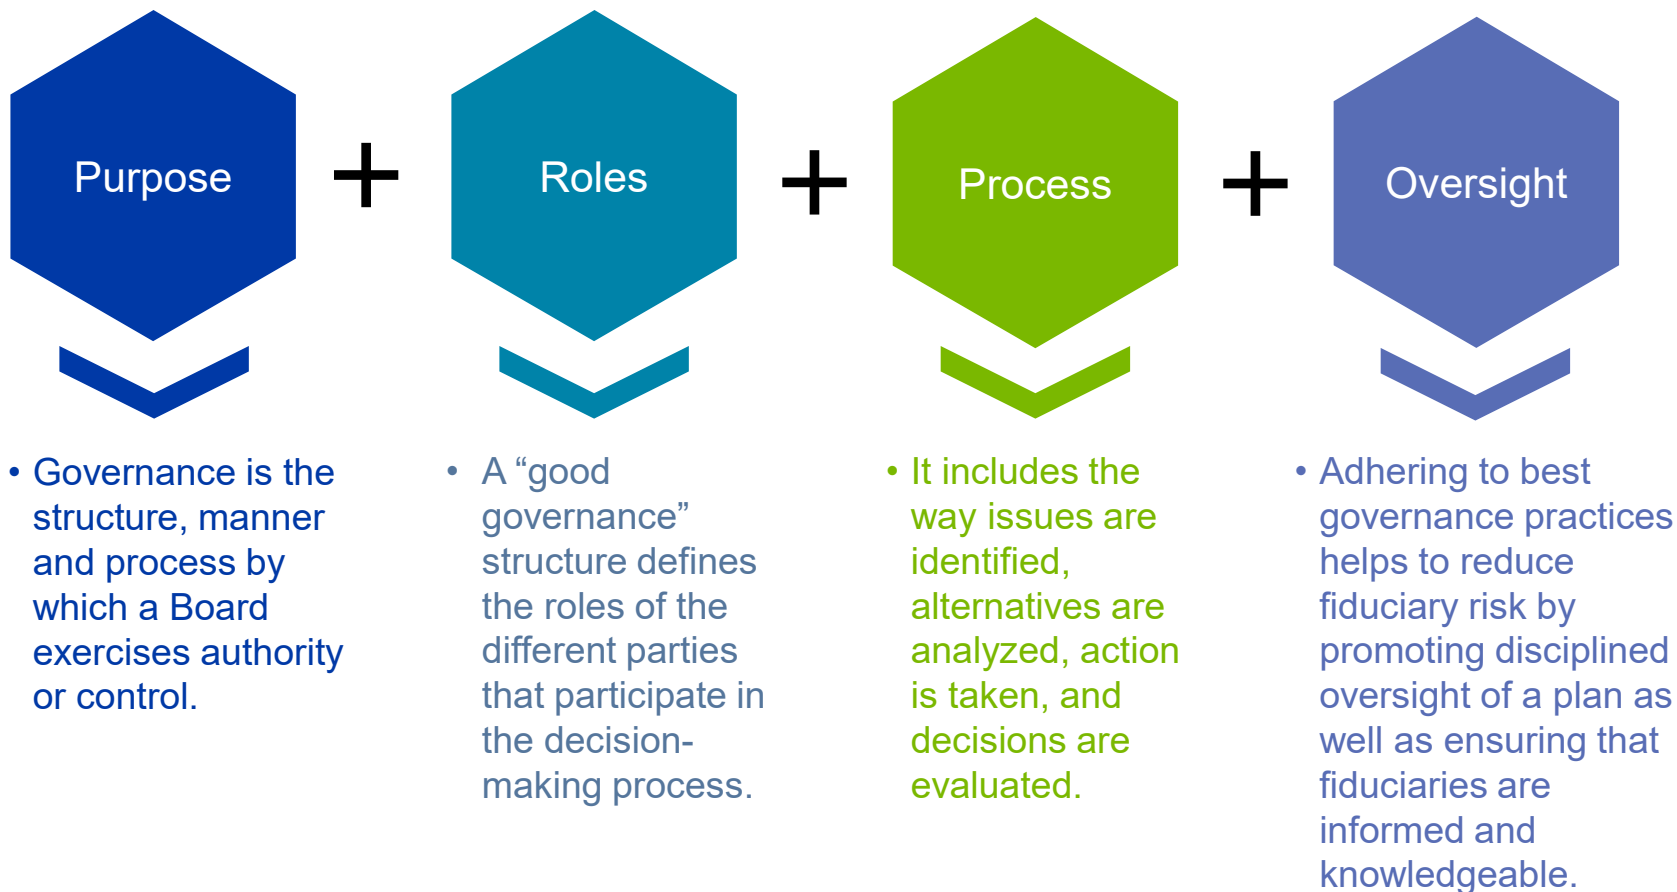 Purpose
Roles
Process
Oversight
• Governance is the
structure, manner
and process by
which a Board
exercises authority
or control.
• A “good
governance”
structure defines
the roles of the
different parties
that participate in
the decision-
making process.
• It includes the
way issues are
identified,
alternatives are
analyzed, action
is taken, and
decisions are
evaluated.
• Adhering to best
governance practices
helps to reduce
fiduciary risk by
promoting disciplined
oversight of a plan as
well as ensuring that
fiduciaries are
informed and
knowledgeable.